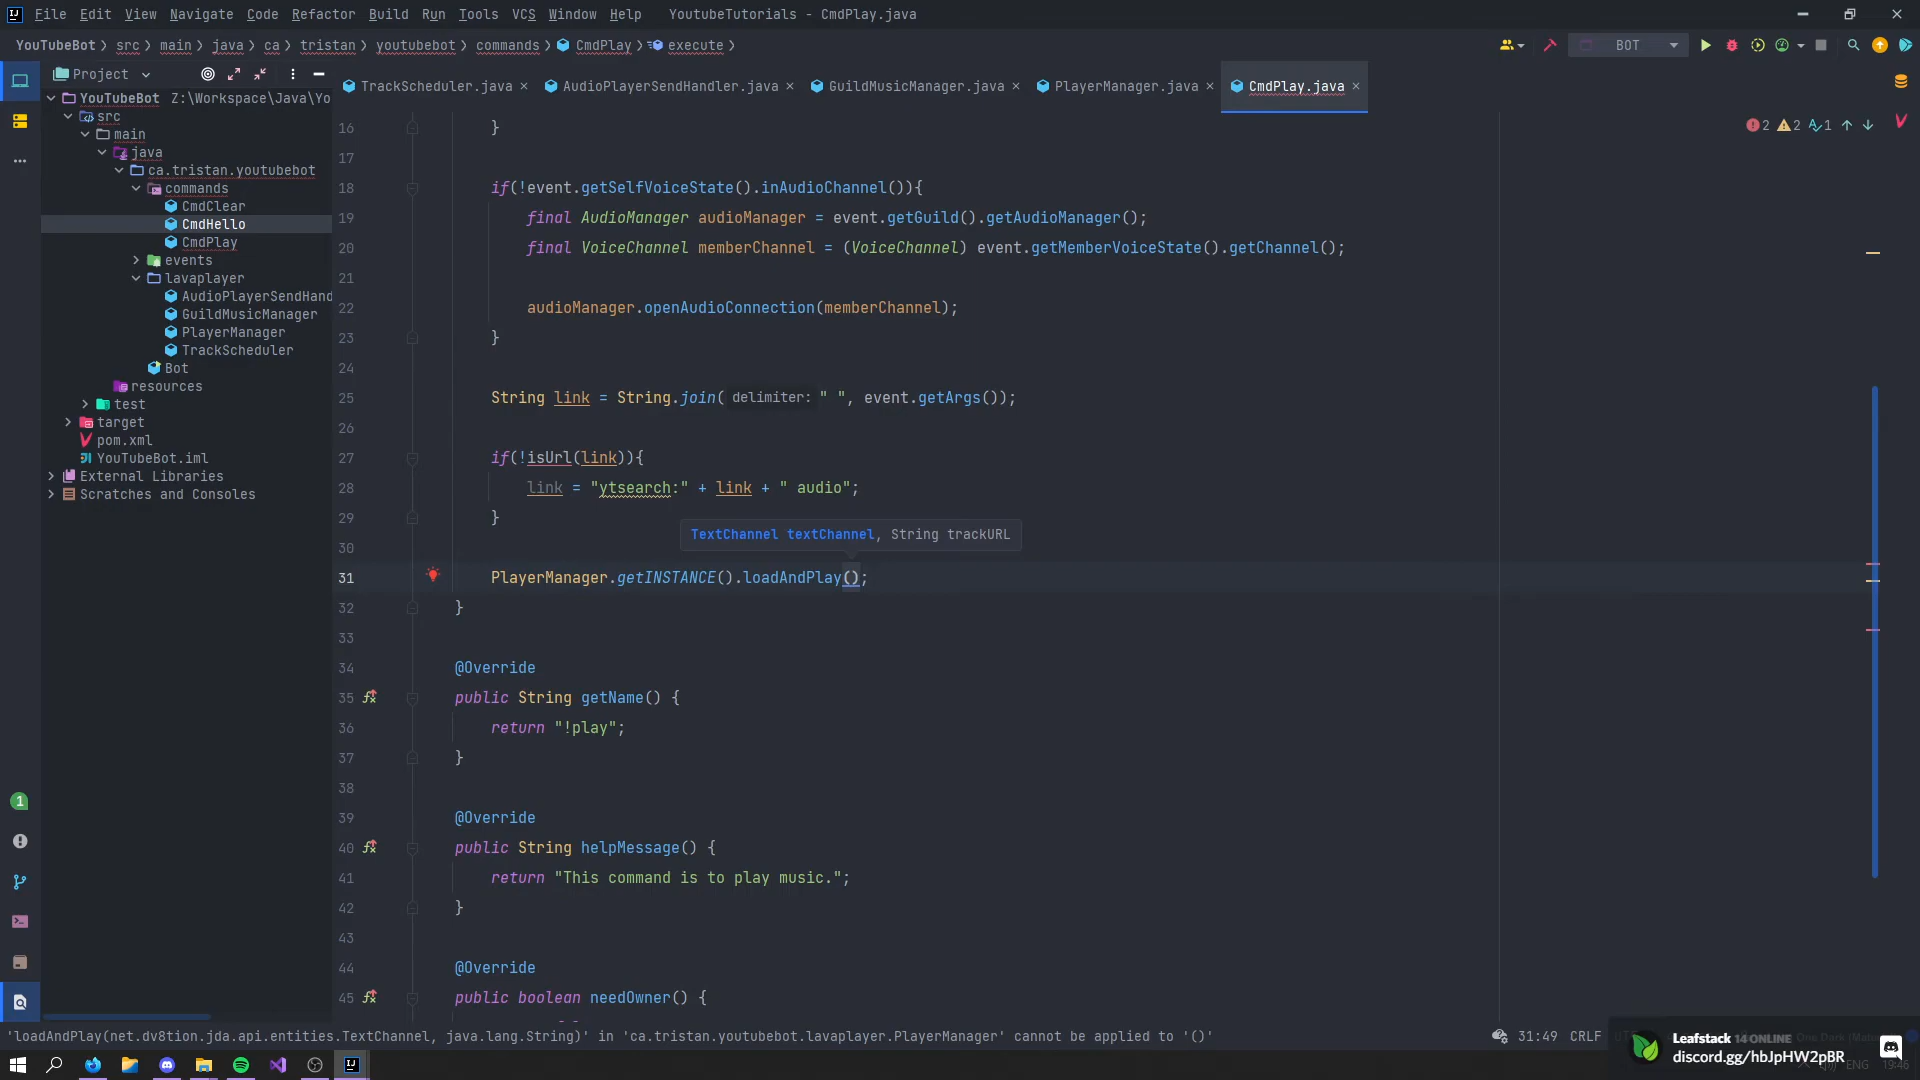 File Edit View Navigate Code Refactor Build Run Tools VCS Window Help YoutubeTutorials - CmdPlay.java
YouTubeBot src main java ca tristan youtubebot commands CmdPlay execute BOT
Project
TrackScheduler.java AudioPlayerSendHandler.java GuildMusicManager.java PlayerManager.java CmdPlay.java
YouTubeBot Z:\Workspace\Java\Yo
src
main
java
ca.tristan.youtubebot
commands
CmdClear
CmdHello
CmdPlay
events
lavaplayer
AudioPlayerSendHand
GuildMusicManager
PlayerManager
TrackScheduler
Bot
resources
test
target
pom.xml
YouTubeBot.iml
External Libraries
Scratches and Consoles
2 2 1
16 }
17
18 if(!event.getSelfVoiceState().inAudioChannel()){
19 final AudioManager audioManager = event.getGuild().getAudioManager();
20 final VoiceChannel memberChannel = (VoiceChannel) event.getMemberVoiceState().getChannel();
21
22 audioManager.openAudioConnection(memberChannel);
23 }
24
25 String link = String.join( delimiter: " ", event.getArgs());
26
27 if(!isUrl(link)){
28 link = "ytsearch:" + link + " audio";
29 }
TextChannel textChannel, String trackURL
30
31 PlayerManager.getINSTANCE().loadAndPlay();
32 }
33
34 @Override
35 public String getName() {
36 return "!play";
37 }
38
39 @Override
40 public String helpMessage() {
41 return "This command is to play music.";
42 }
43
44 @Override
45 public boolean needOwner() {
'loadAndPlay(net.dv8tion.jda.api.entities.TextChannel, java.lang.String)' in 'ca.tristan.youtubebot.lavaplayer.PlayerManager' cannot be applied to '()' 31:49 CRLF
Leafstack 14 ONLINE
discord.gg/hbJpHW2pBR
ENG 19:46
1